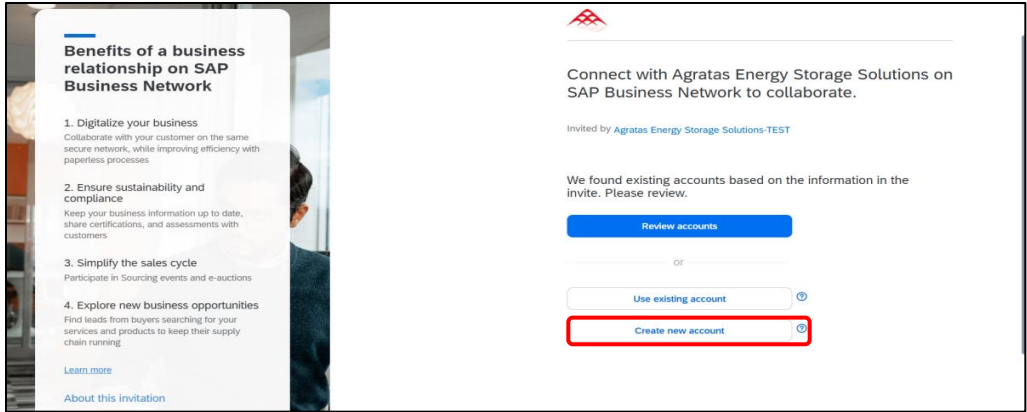 Benefits of a business
relationship on SAP
Business Network
1. Digitalize your business
Collaborate with your customer on the same
secure network, while improving efficiency with
paperless processes
2. Ensure sustainability and
compliance
Keep your business information up to date,
share certifications, and assessments with
customers
3. Simplify the sales cycle
Participate in Sourcing events and e-auctions
4. Explore new business opportunities
Find leads from buyers searching for your
services and products to keep their supply
chain running
Learn more
About this invitation
Connect with Agratas Energy Storage Solutions on
SAP Business Network to collaborate.
Invited by Agratas Energy Storage Solutions-TEST
We found existing accounts based on the information in the
invite. Please review.
Review accounts
or
Use existing account ?
Create new account ?